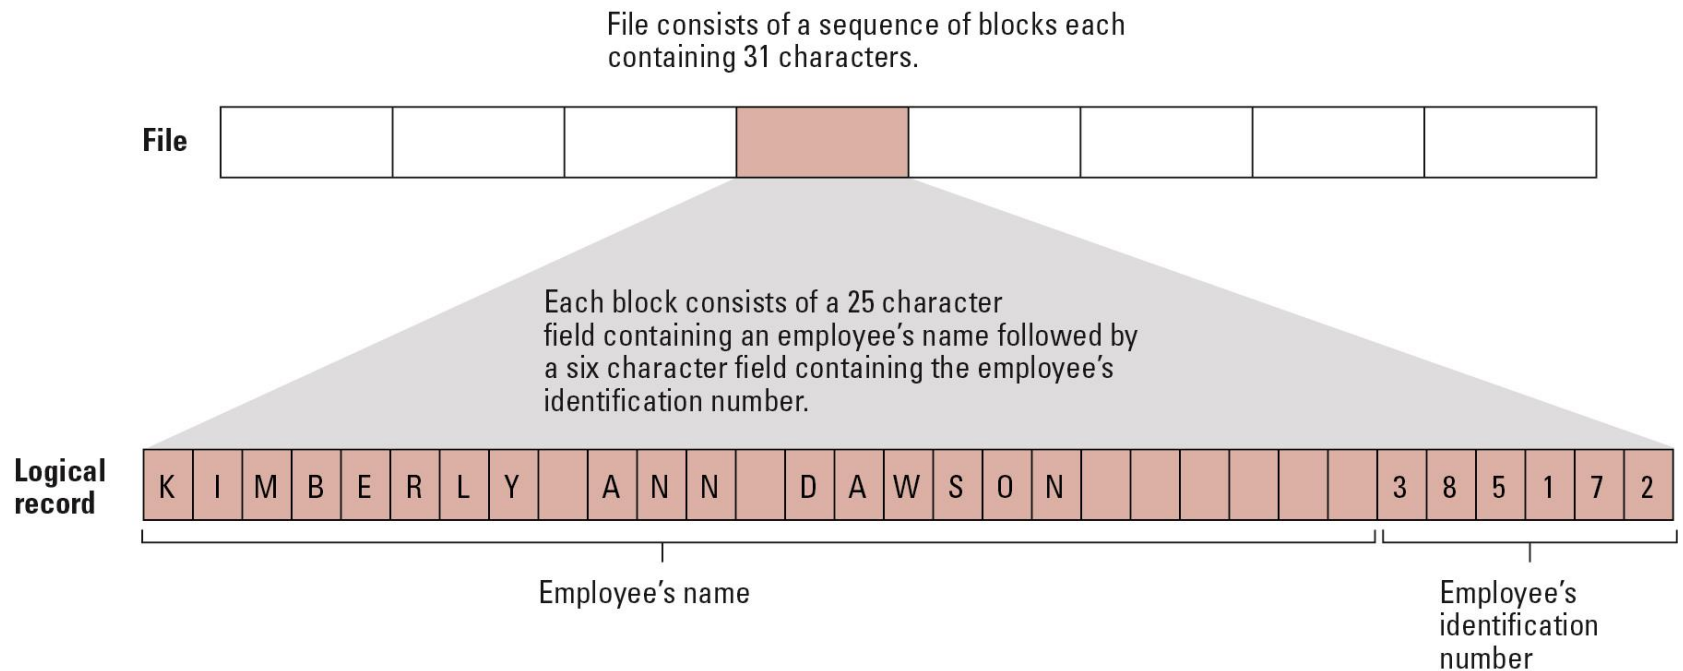 File consists of a sequence of blocks each
containing 31 characters.
File
Each block consists of a 25 character
field containing an employee’s name followed by
a six character field containing the employee’s
identification number.
Logical
record
K I M B E R L Y A N N D A W S O N 3 8 5 1 7 2
Employee’s name
Employee’s
identification
number